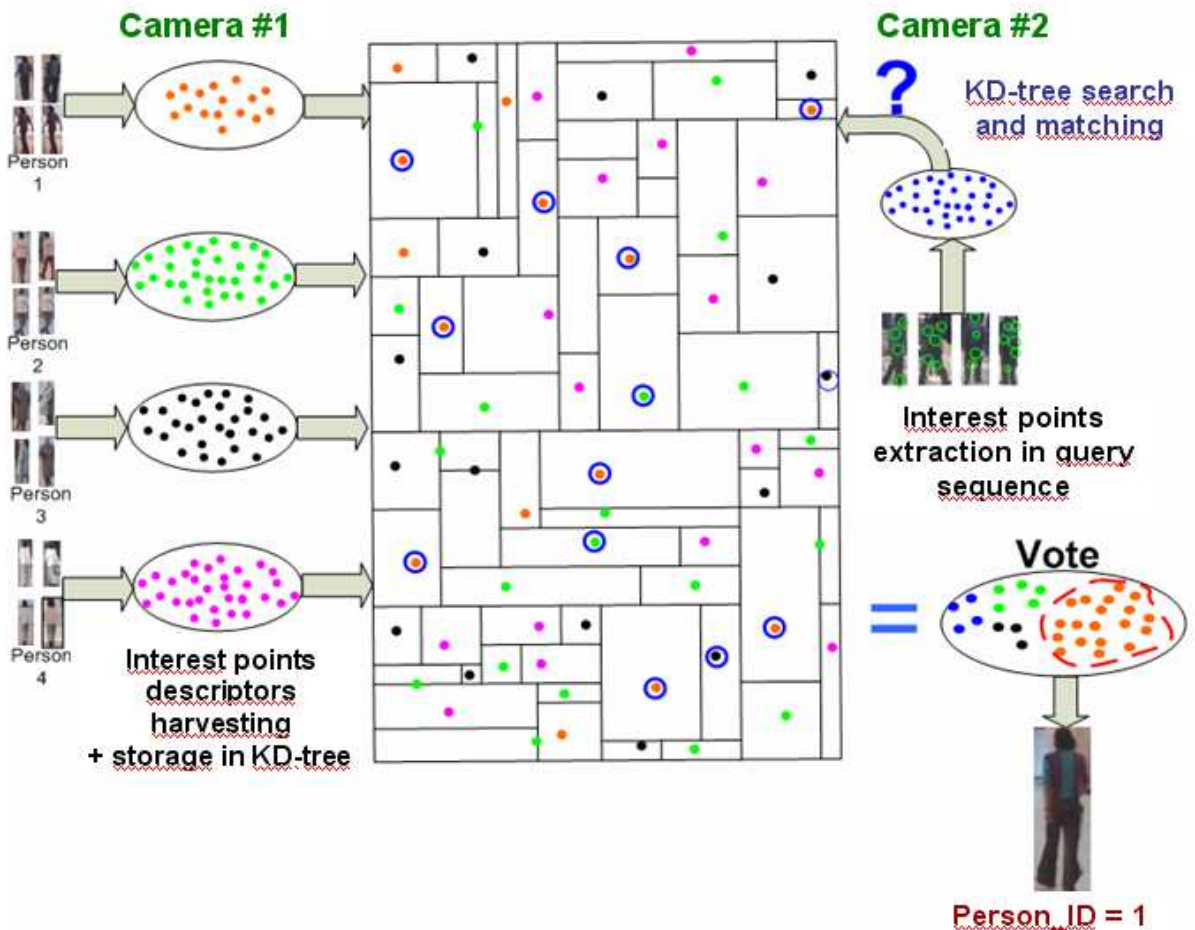 Camera #1
Person
1
Person
2
Person
3
Person
4
Interest points
descriptors
harvesting
+ storage in KD-tree
Camera #2
?
KD-tree search
and matching
Interest points
extraction in query
sequence
=
Vote
Person_ID = 1